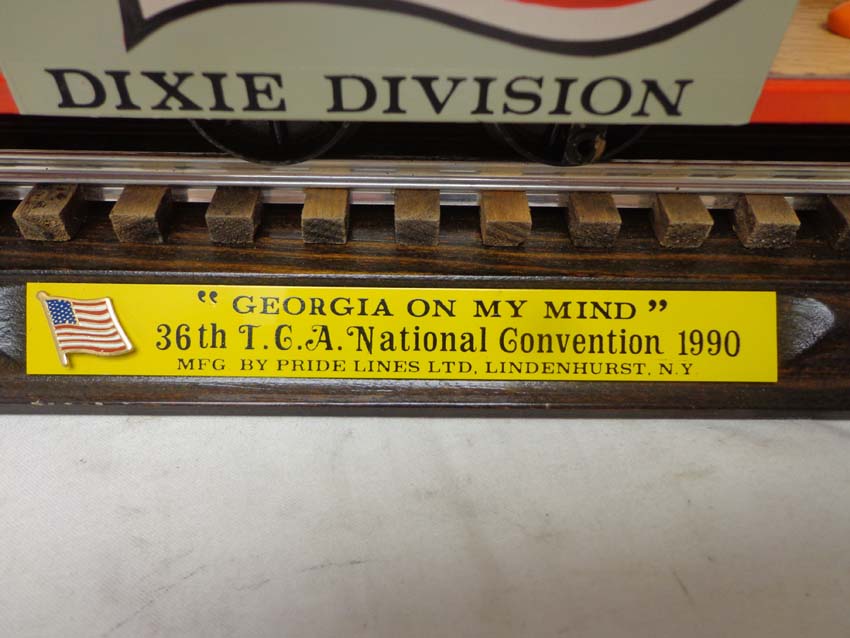 DIXIE DIVISION
“ GEORGIA ON MY MIND ”
36th T.C.A. National Convention 1990
MFG BY PRIDE LINES LTD, LINDENHURST, N.Y